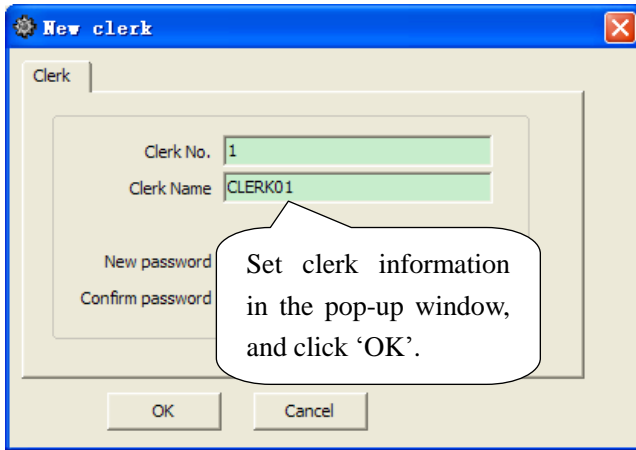 New clerk
Clerk
Clerk No. 1
Clerk Name CLERK01
New password
Confirm password
Set clerk information
in the pop-up window,
and click ‘OK’.
OK Cancel